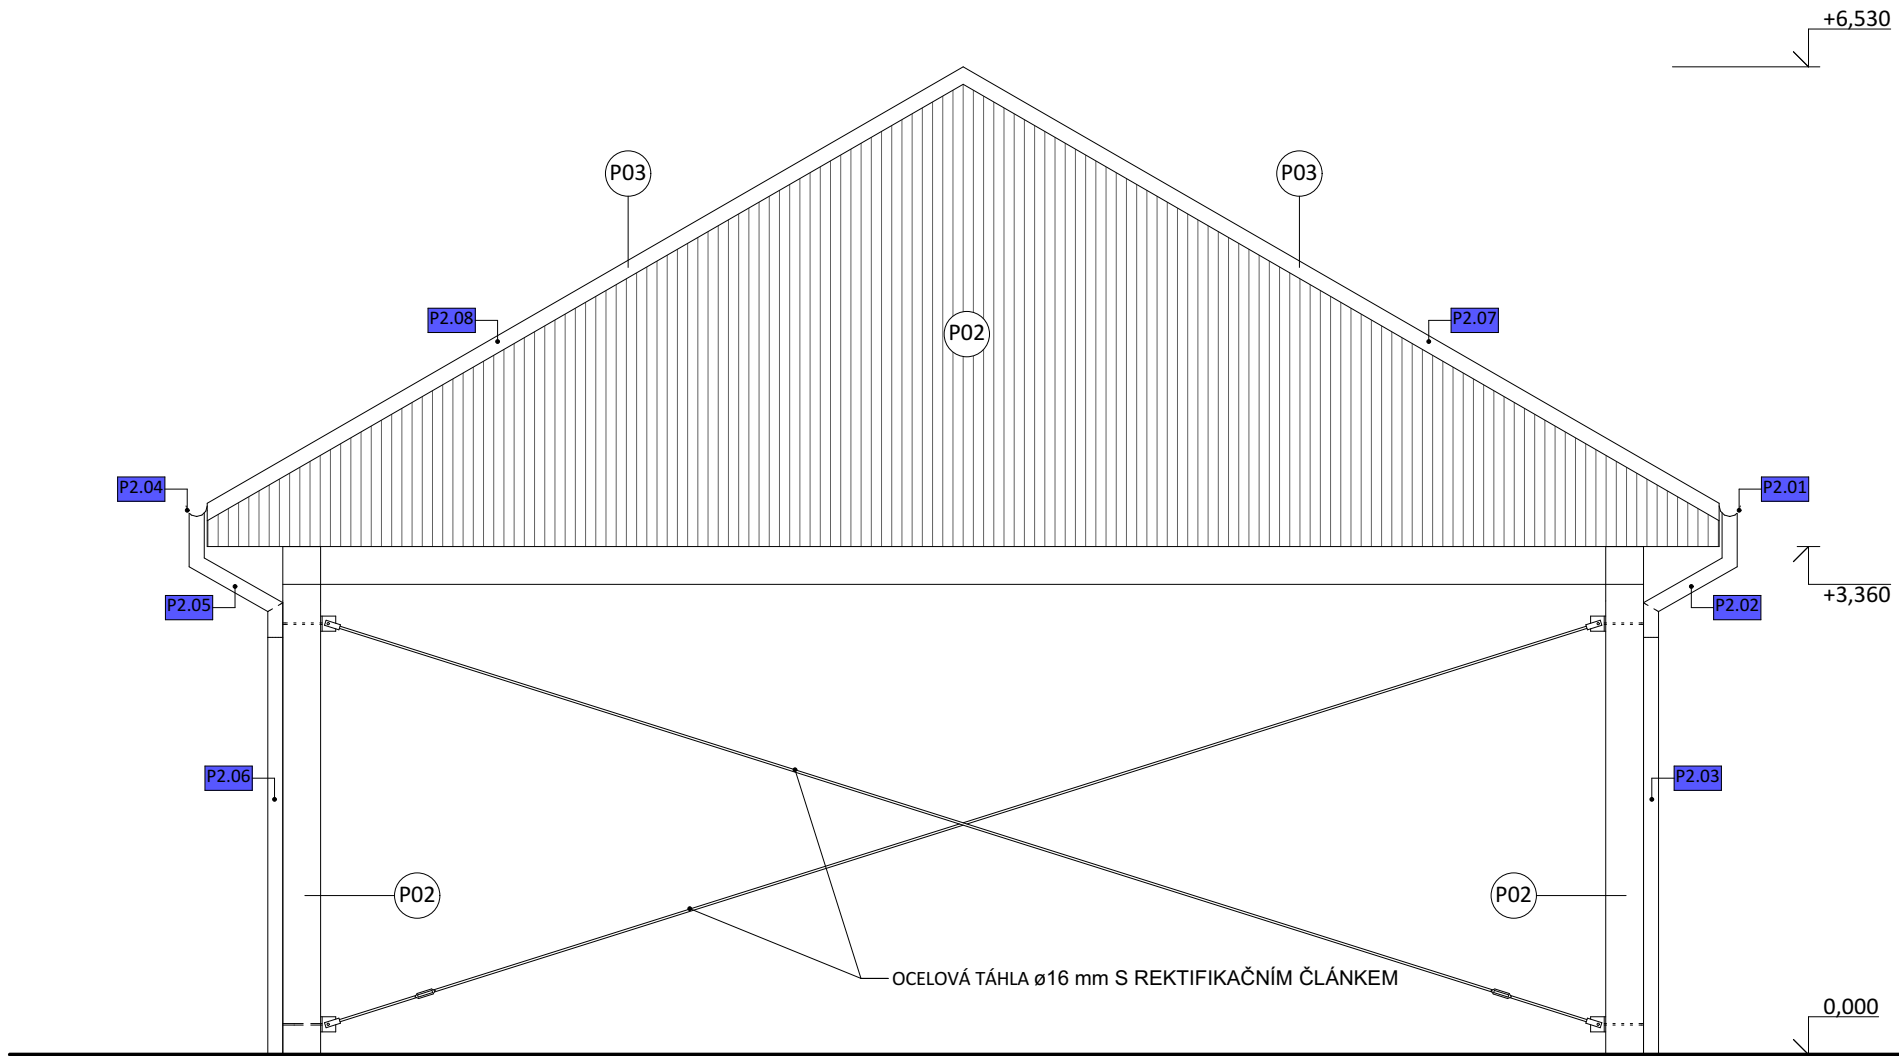 +6,530
P03
P03
P2.08
P02
P2.07
P2.04
P2.01
P2.05
P2.02
+3,360
P2.06
P2.03
P02
P02
OCELOVÁ TÁHLA ø16 mm S REKTIFIKAČNÍM ČLÁNKEM
0,000